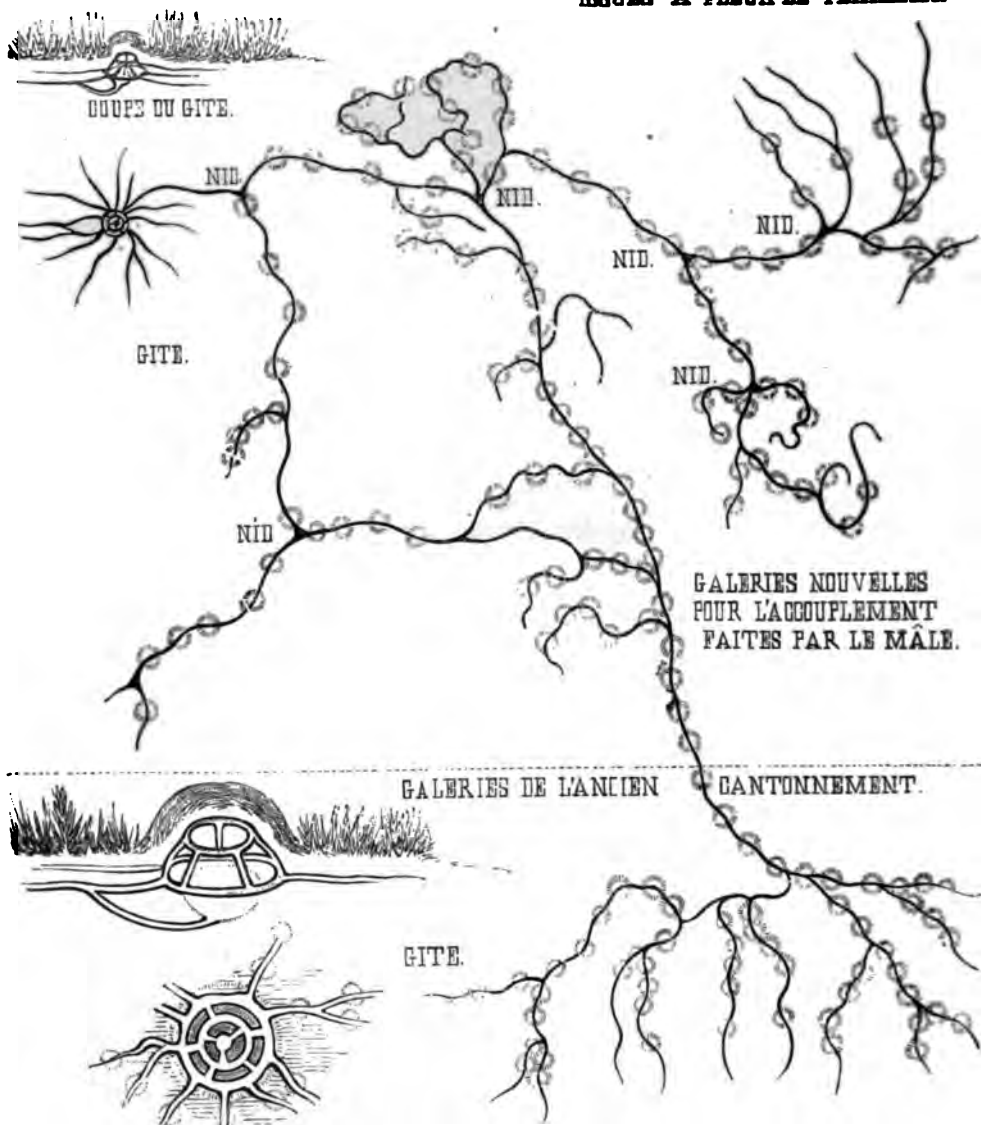 COUPE DU GITE.
NID.
NID.
NID.
NID.
GITE.
NID.
NID
GALERIES NOUVELLES
POUR L'ACCOUPLEMENT
FAITES PAR LE MÂLE.
GALERIES DE L'ANCIEN CANTONNEMENT.
GITE.